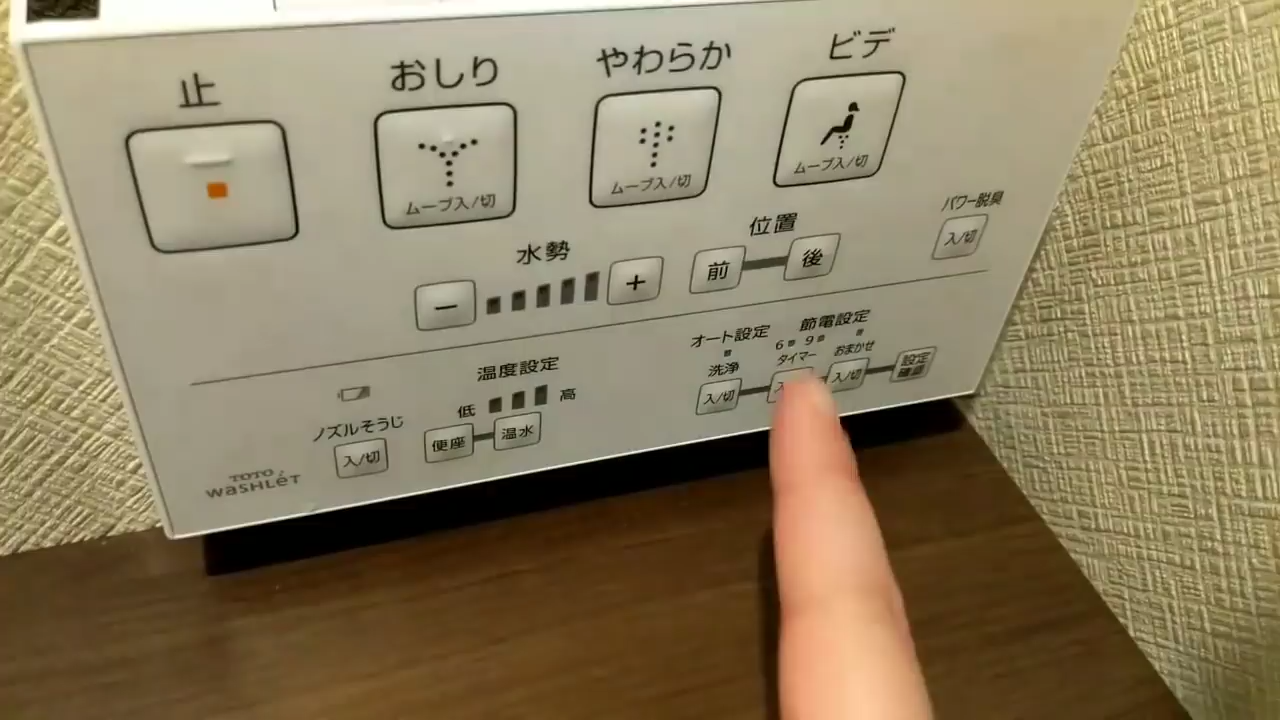 止
おしり
ムーブ入/切
やわらか
ムーブ入/切
ビデ
ムーブ入/切
水勢
− +
位置
前 後
パワー脱臭
入/切
ノズルそうじ
入/切
温度設定
低 高
便座 温水
オート設定
洗浄
入/切
節電設定
6 9
タイマー
おまかせ
入/切
設定
確認
TOTO
WASHLET